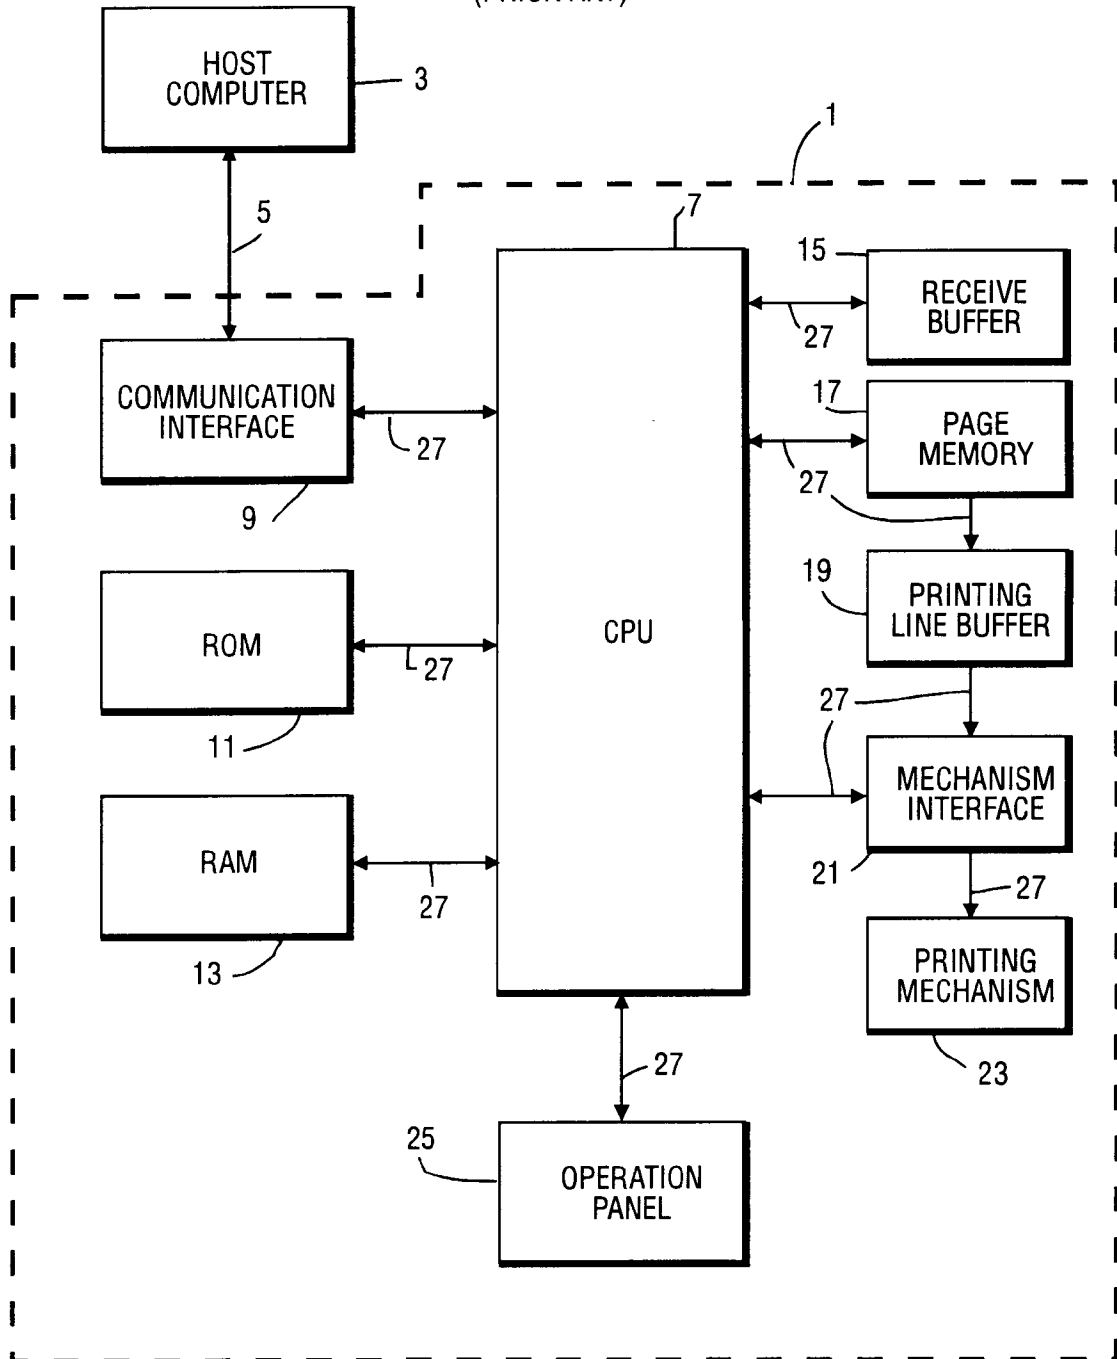 (PRIOR ART)
HOST
COMPUTER
3
1
5
7
15
RECEIVE
BUFFER
27
COMMUNICATION
INTERFACE
27
9
17
PAGE
MEMORY
27
19
PRINTING
LINE BUFFER
CPU
ROM
27
11
27
MECHANISM
INTERFACE
21
RAM
27
13
27
PRINTING
MECHANISM
23
27
25
OPERATION
PANEL